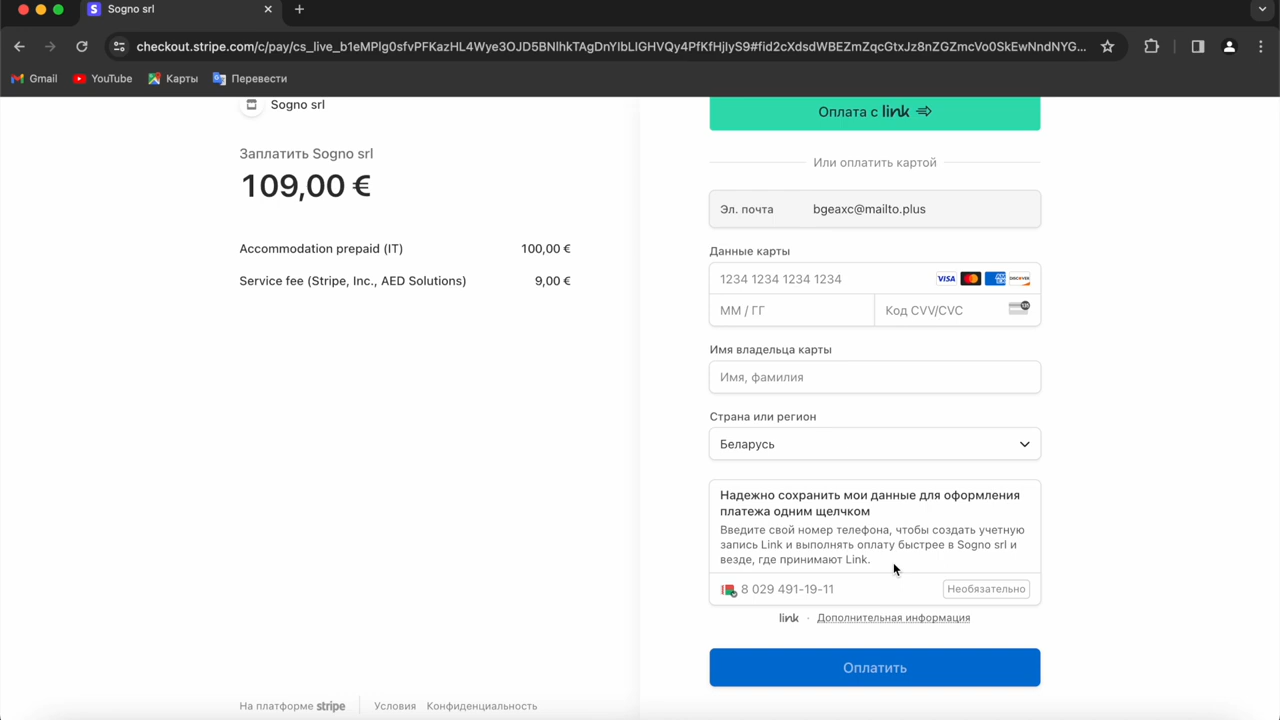 Sogno srl
checkout.stripe.com/c/pay/cs_live_b1eMPlg0sfvPFKazHL4Wye3OJD5BNlhkTAgDnYIbLIGHVQy4PfKfHjIyS9#fid2cXdsdWBEZmZqcGtxJz8nZGZmcVo0SkEwNndNYG...
Gmail
YouTube
Карты
Перевести
Sogno srl
Заплатить Sogno srl
109,00 €
Accommodation prepaid (IT) 100,00 €
Service fee (Stripe, Inc., AED Solutions) 9,00 €
На платформе stripe
Условия
Конфиденциальность
Оплата с link
Или оплатить картой
Эл. почта bgeaxc@mailto.plus
Данные карты
1234 1234 1234 1234 VISA AM EX DISCOVER
ММ / ГГ
Код CVV/CVC 135
Имя владельца карты
Имя, фамилия
Страна или регион
Беларусь
Надежно сохранить мои данные для оформления
платежа одним щелчком
Введите свой номер телефона, чтобы создать учетную
запись Link и выполнять оплату быстрее в Sogno srl и
везде, где принимают Link.
8 029 491-19-11 Необязательно
link · Дополнительная информация
Оплатить